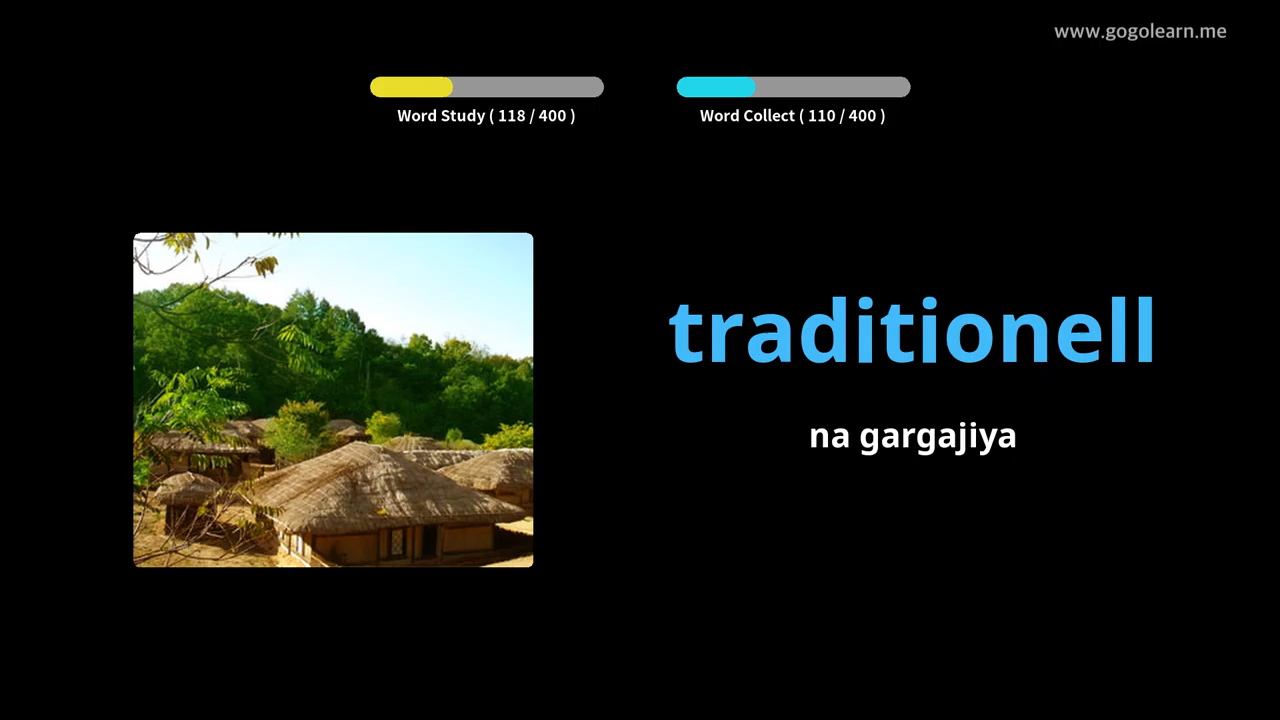 www.gogolearn.me
Word Study ( 118 / 400 )
Word Collect ( 110 / 400 )
traditionell
na gargajiya